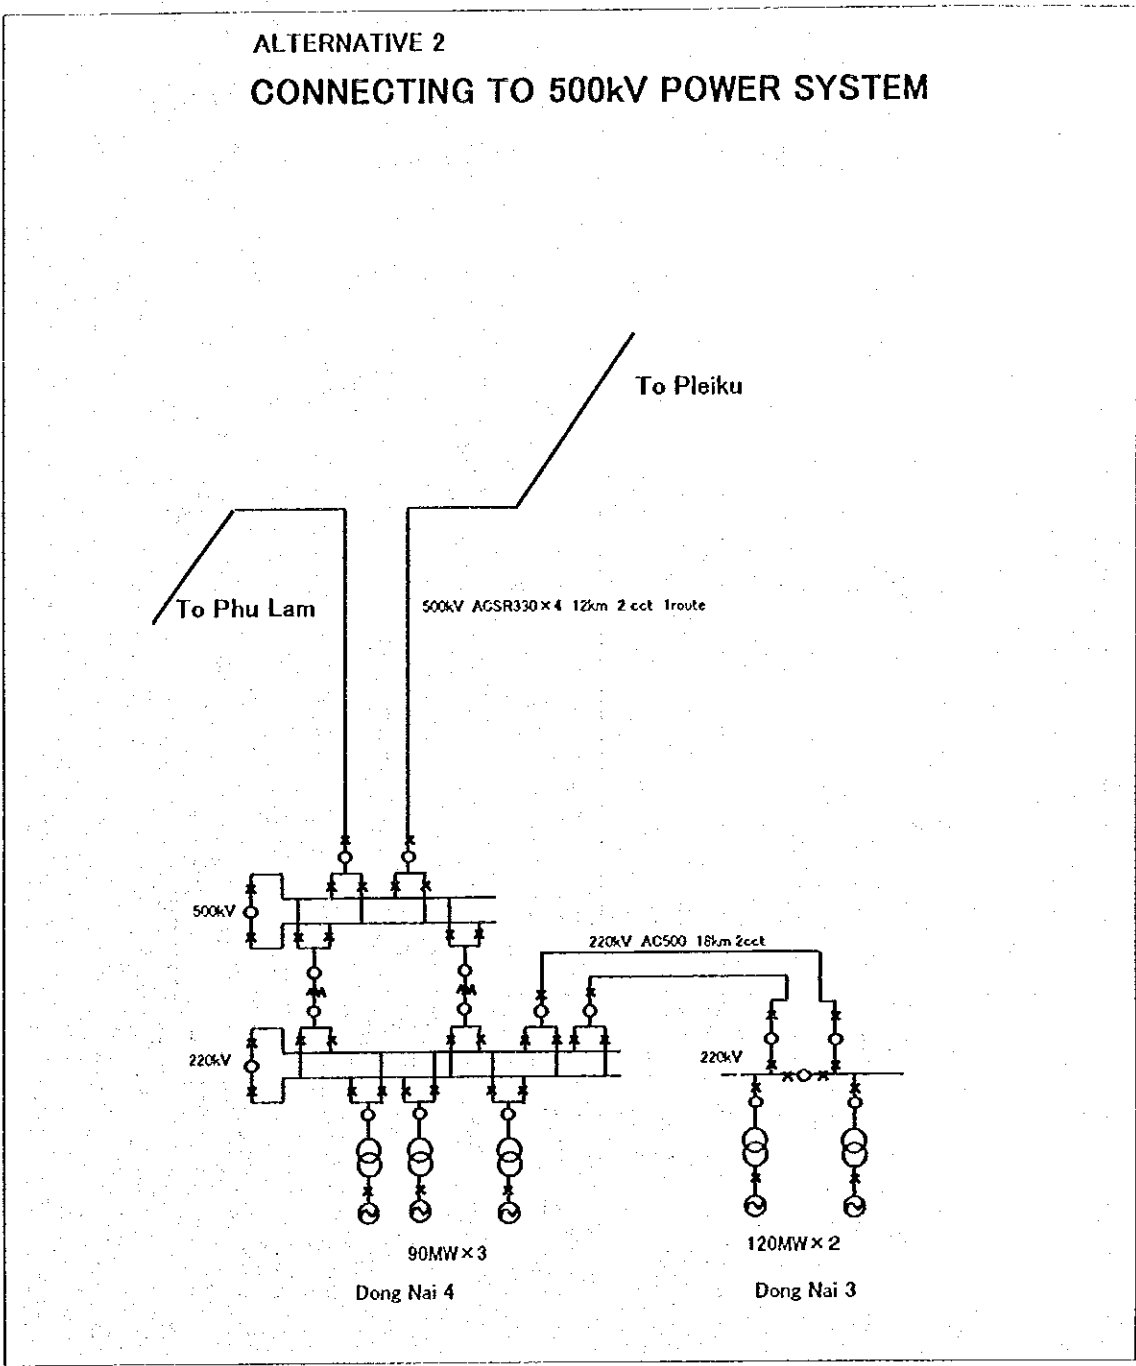 ALTERNATIVE 2
CONNECTING TO 500kV POWER SYSTEM
To Pleiku
To Phu Lam
500kV ACSR330×4 12km 2 cct 1route
500kV
220kV AC500 18km 2cct
220kV
220kV
90MW×3
120MW×2
Dong Nai 4
Dong Nai 3